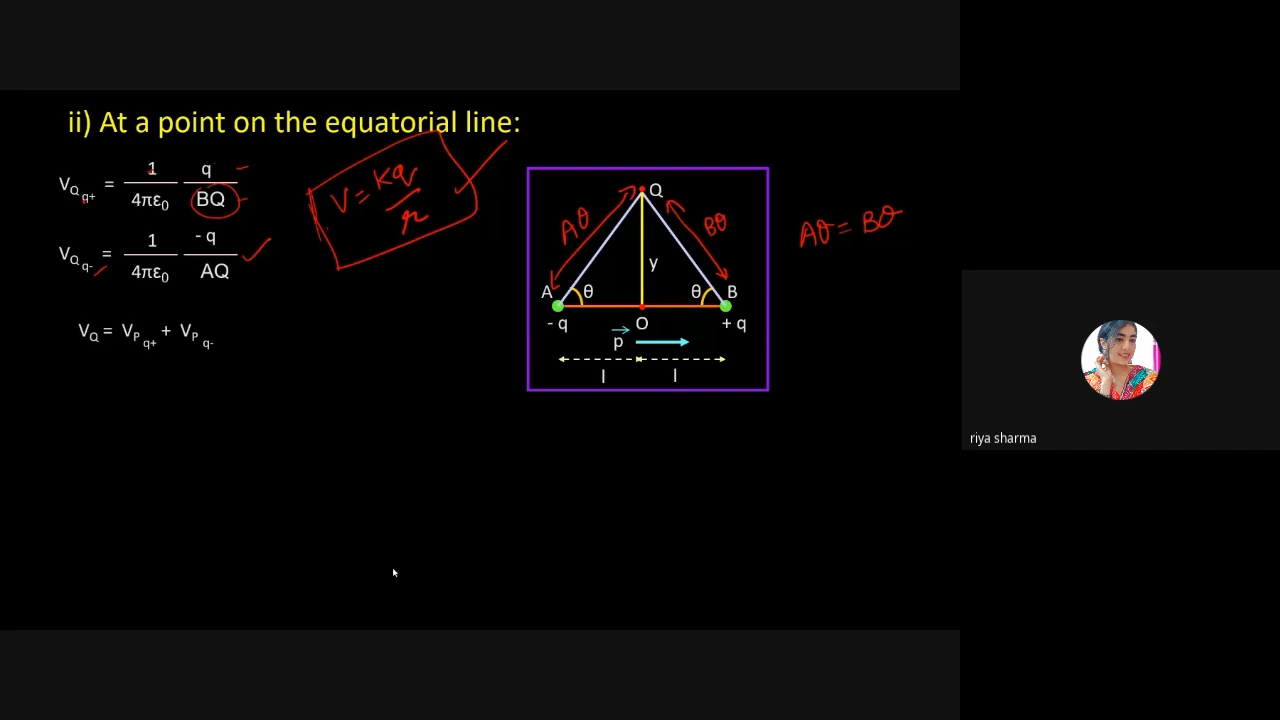 ii) At a point on the equatorial line:
V_Q q+ = 1/4πε₀ q/BQ
V_Q q- = 1/4πε₀ - q/AQ
V_Q = V_P q+ + V_P q-
V = Kq/r
Q
AQ
BQ
AQ = BQ
y
A θ θ B
- q O + q
p
l l
riya sharma